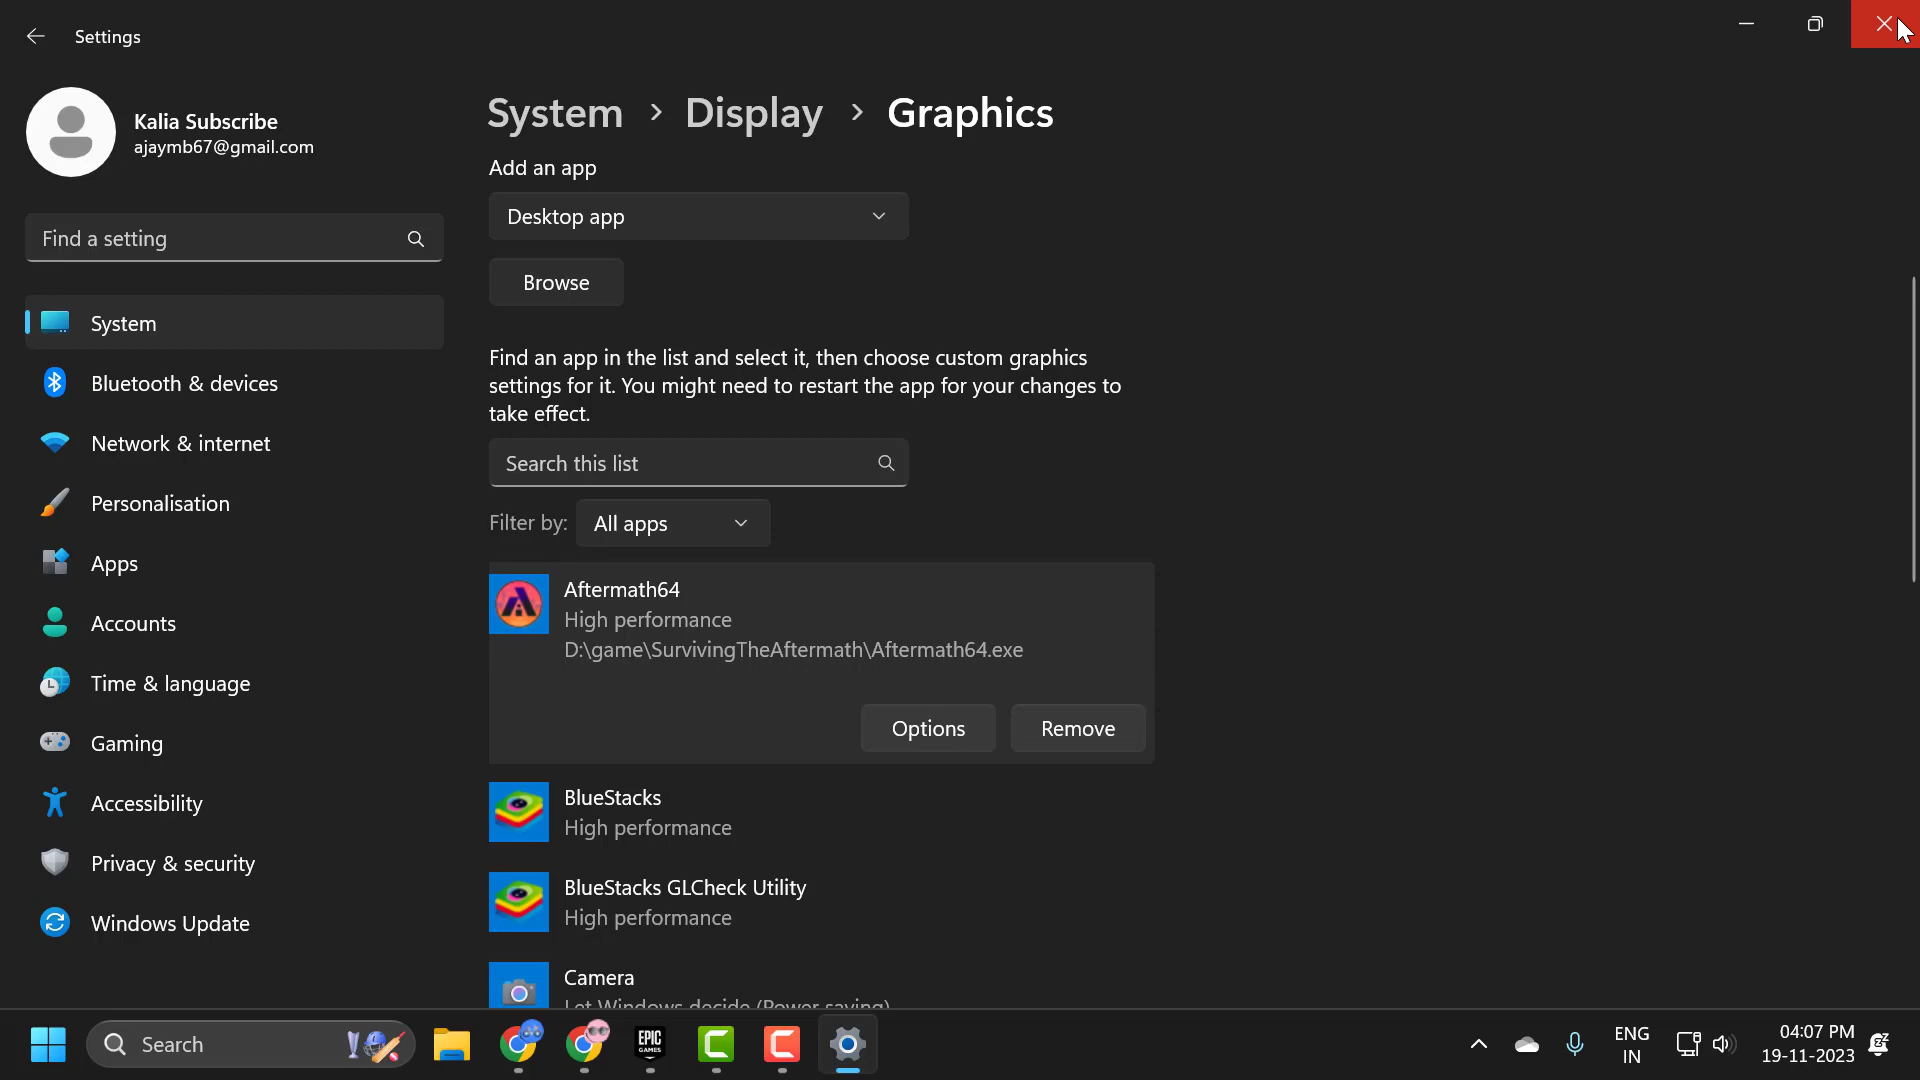 Settings
Kalia Subscribe
ajaymb67@gmail.com
Find a setting
System
Bluetooth & devices
Network & internet
Personalisation
Apps
Accounts
Time & language
Gaming
Accessibility
Privacy & security
Windows Update
System > Display > Graphics
Add an app
Desktop app
Browse
Find an app in the list and select it, then choose custom graphics
settings for it. You might need to restart the app for your changes to
take effect.
Search this list
Filter by: All apps
Aftermath64
High performance
D:\game\SurvivingTheAftermath\Aftermath64.exe
Options
Remove
BlueStacks
High performance
BlueStacks GLCheck Utility
High performance
Camera
Let Windows decide (Power saving)
Search
EPIC
GAMES
ENG
IN
04:07 PM
19-11-2023